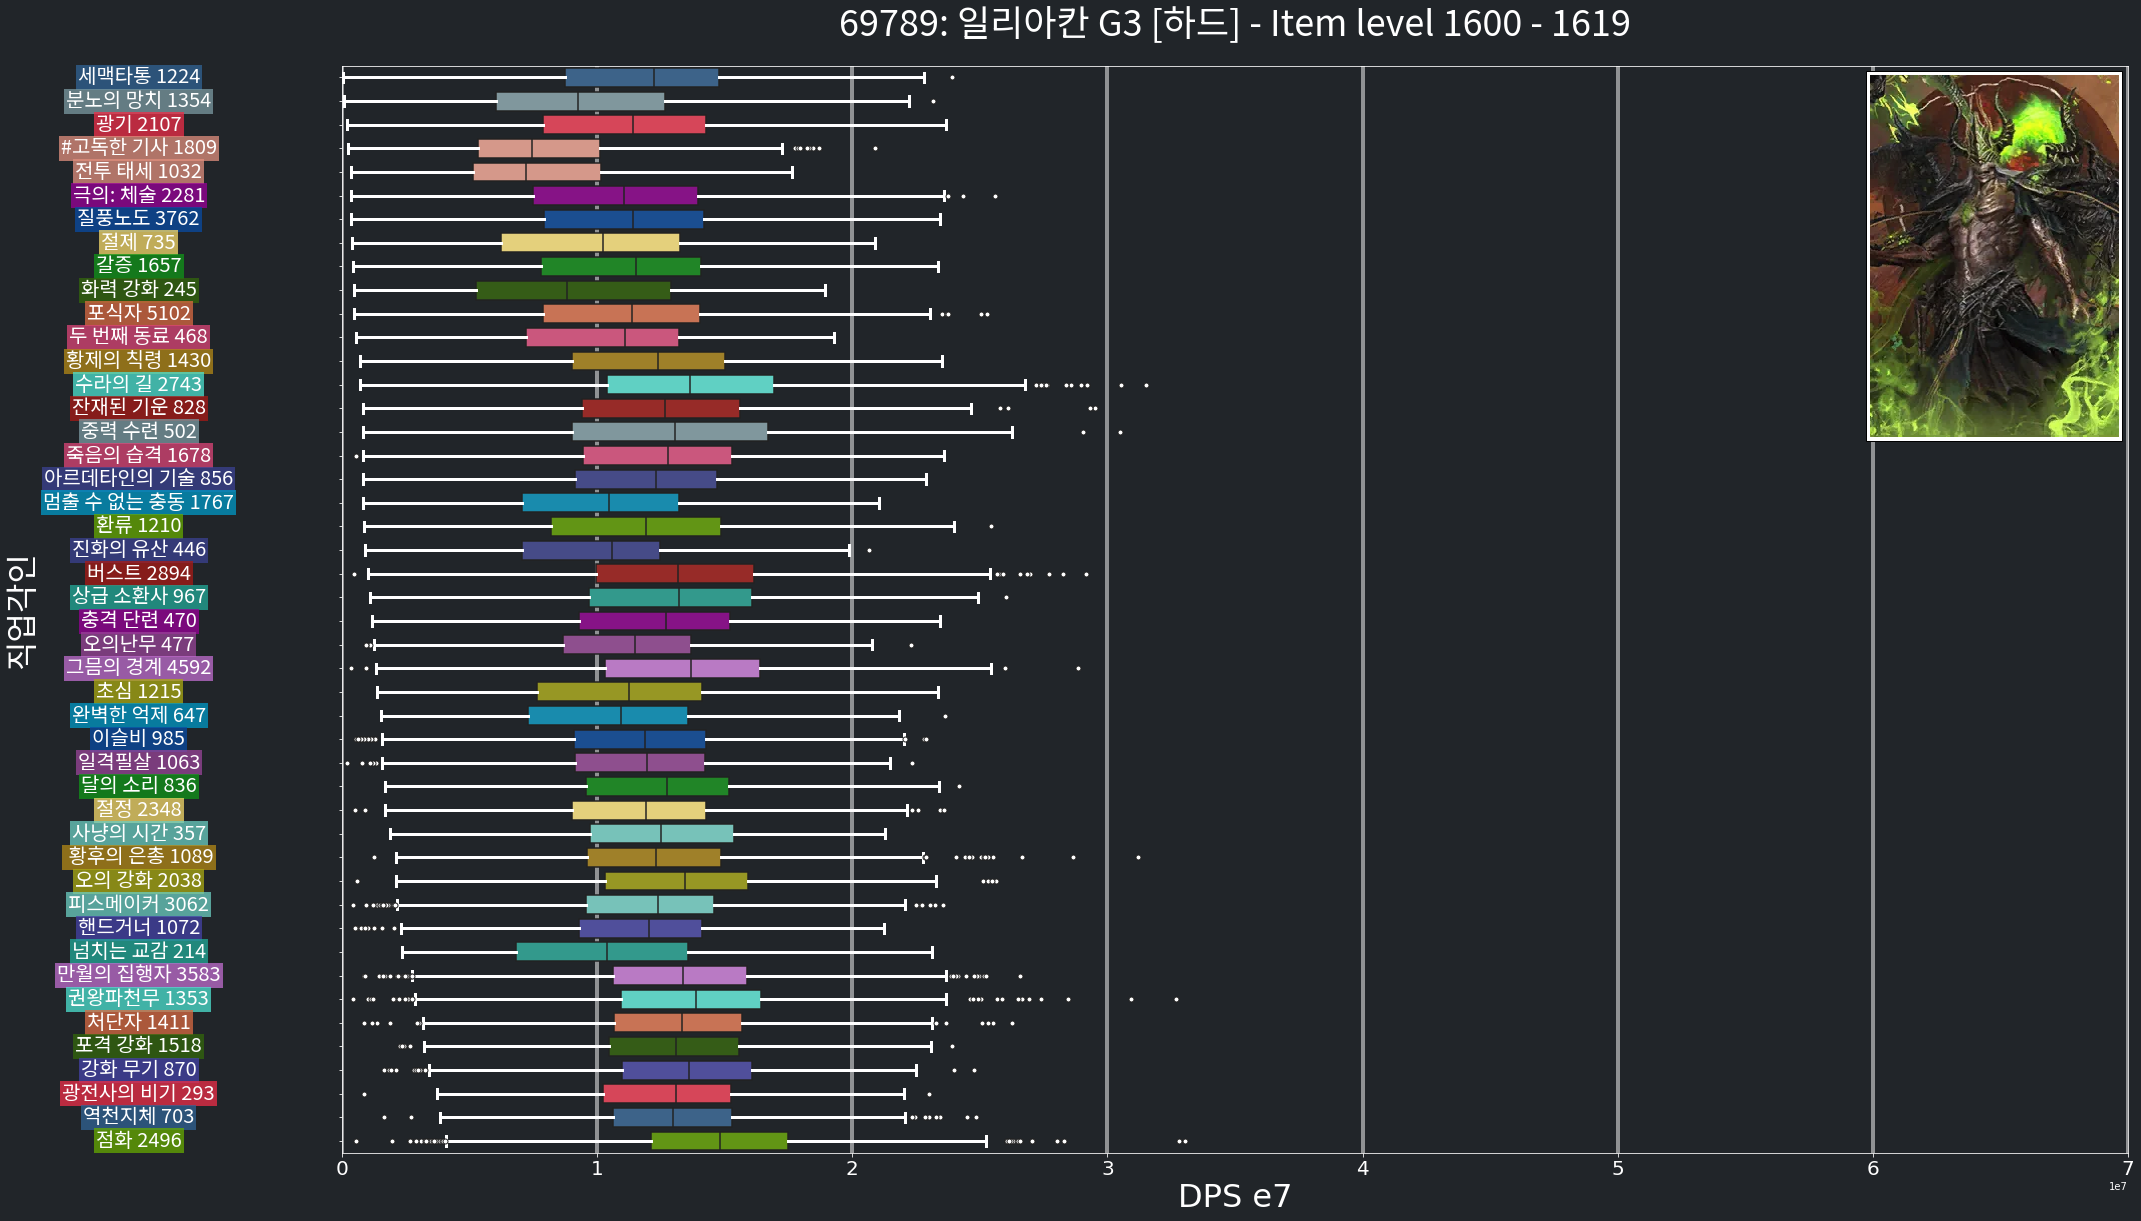 69789: 일리아칸 G3 [하드] - Item level 1600 - 1619
직업각인
세맥타통 1224
분노의 망치 1354
광기 2107
#고독한 기사 1809
전투 태세 1032
극의: 체술 2281
질풍노도 3762
절제 735
갈증 1657
화력 강화 245
포식자 5102
두 번째 동료 468
황제의 칙령 1430
수라의 길 2743
잔재된 기운 828
중력 수련 502
죽음의 습격 1678
아르데타인의 기술 856
멈출 수 없는 충동 1767
환류 1210
진화의 유산 446
버스트 2894
상급 소환사 967
충격 단련 470
오의난무 477
그믐의 경계 4592
초심 1215
완벽한 억제 647
이슬비 985
일격필살 1063
달의 소리 836
절정 2348
사냥의 시간 357
황후의 은총 1089
오의 강화 2038
피스메이커 3062
핸드거너 1072
넘치는 교감 214
만월의 집행자 3583
권왕파천무 1353
처단자 1411
포격 강화 1518
강화 무기 870
광전사의 비기 293
역천지체 703
점화 2496
0 1 2 3 4 5 6 7
1e7
DPS e7